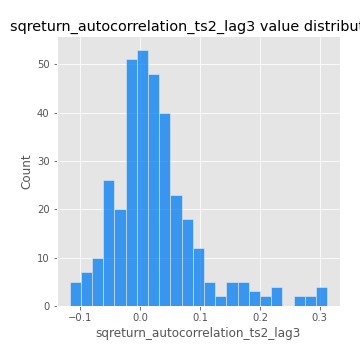 sqreturn_autocorrelation_ts2_lag3 value distribut
50
40
30
20
10
0
Count
−0.1 0.0 0.1 0.2 0.3
sqreturn_autocorrelation_ts2_lag3